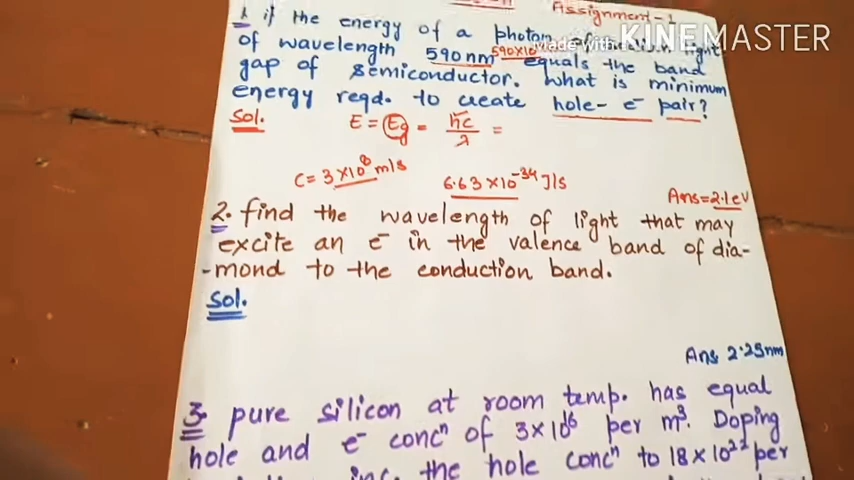 Assignment-1
1. if the energy of a photon of light
of wavelength 590nm 590x10 equals the band
gap of semiconductor. What is minimum
energy reqd. to create hole- e⁻ pair?
Sol. E = Eg = hc/λ =
C = 3×10⁸ m/s 6.63×10⁻³⁴ J/s
Ans=2.1eV
2. find the wavelength of light that may
excite an e⁻ in the valence band of dia-
-mond to the conduction band.
Sol.
Ans 2.25nm
3. pure silicon at room temp. has equal
hole and e⁻ concⁿ of 3×10¹⁶ per m³. Doping
inc. the hole concⁿ to 18×10²² per
made with KINEMASTER